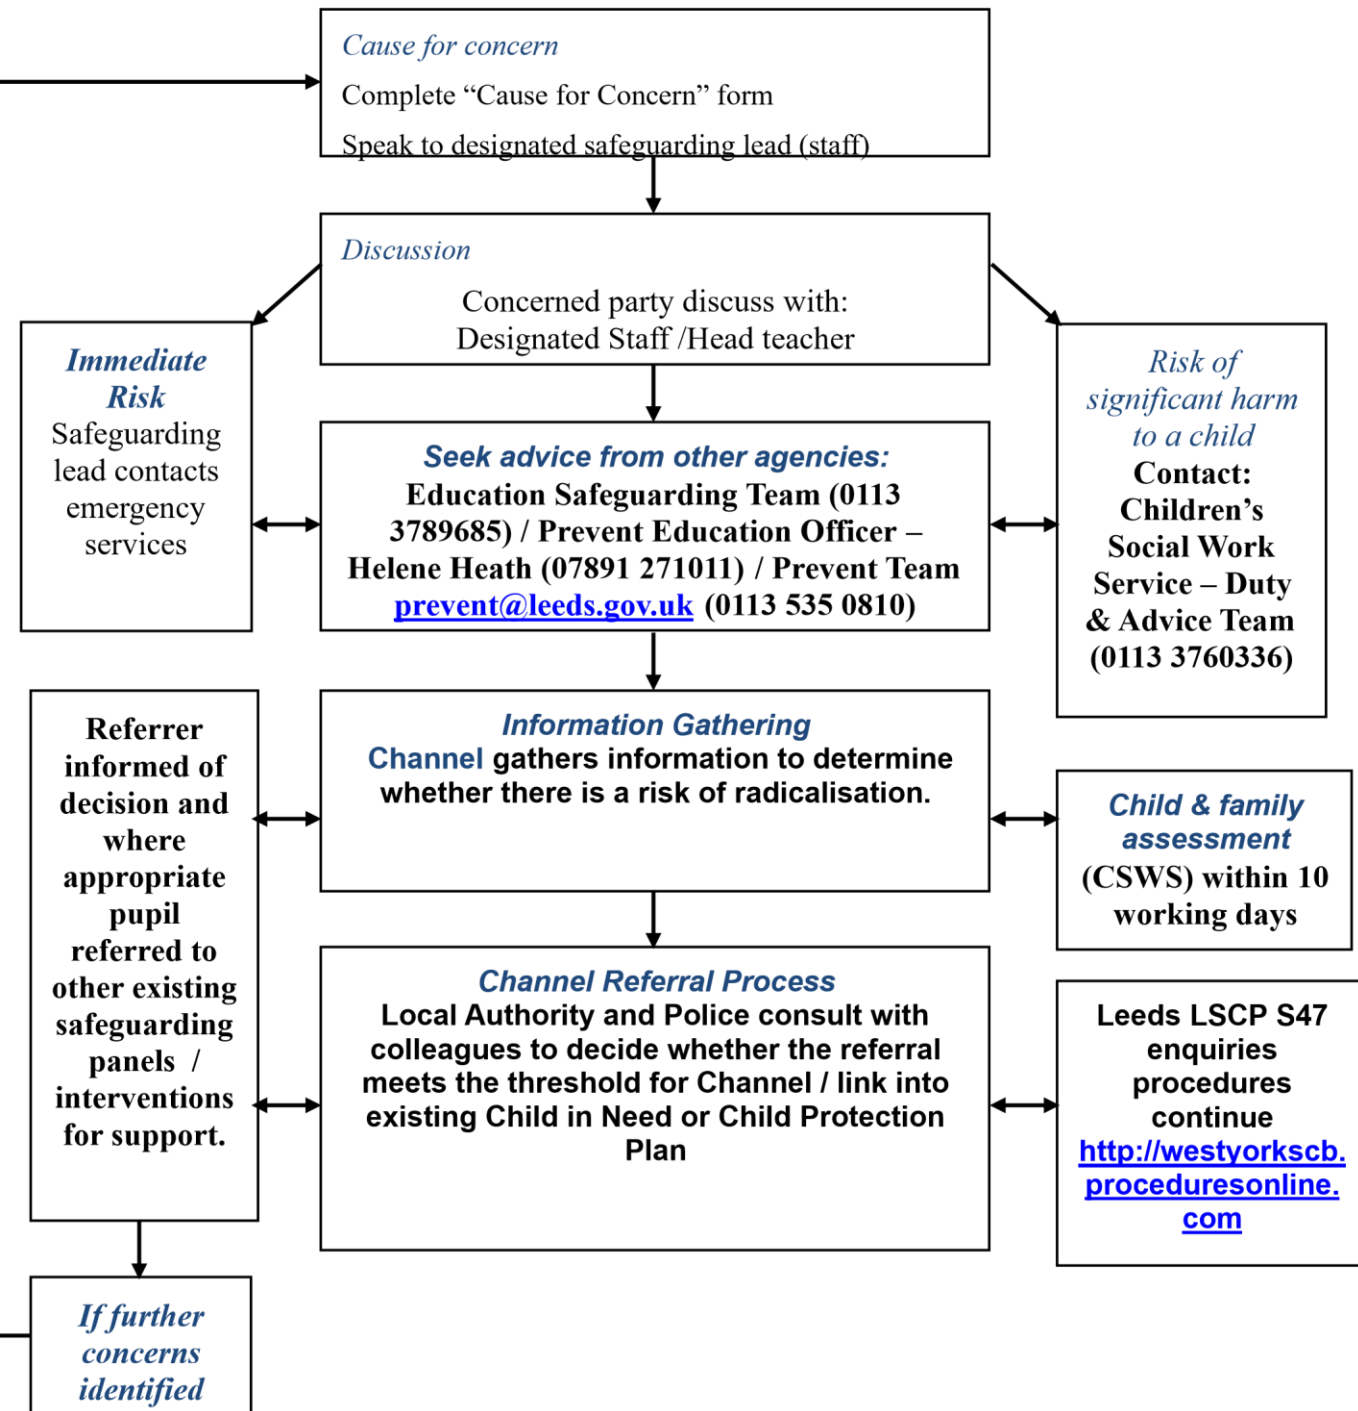 Cause for concern
Complete “Cause for Concern” form
Speak to designated safeguarding lead (staff)
Discussion
Concerned party discuss with:
Designated Staff /Head teacher
Immediate
Risk
Safeguarding
lead contacts
emergency
services
Seek advice from other agencies:
Education Safeguarding Team (0113
3789685) / Prevent Education Officer –
Helene Heath (07891 271011) / Prevent Team
prevent@leeds.gov.uk (0113 535 0810)
Risk of
significant harm
to a child
Contact:
Children’s
Social Work
Service – Duty
& Advice Team
(0113 3760336)
Referrer
informed of
decision and
where
appropriate
pupil
referred to
other existing
safeguarding
panels /
interventions
for support.
Information Gathering
Channel gathers information to determine
whether there is a risk of radicalisation.
Child & family
assessment
(CSWS) within 10
working days
Channel Referral Process
Local Authority and Police consult with
colleagues to decide whether the referral
meets the threshold for Channel / link into
existing Child in Need or Child Protection
Plan
Leeds LSCP S47
enquiries
procedures
continue
http://westyorkscb.
proceduresonline.
com
If further
concerns
identified